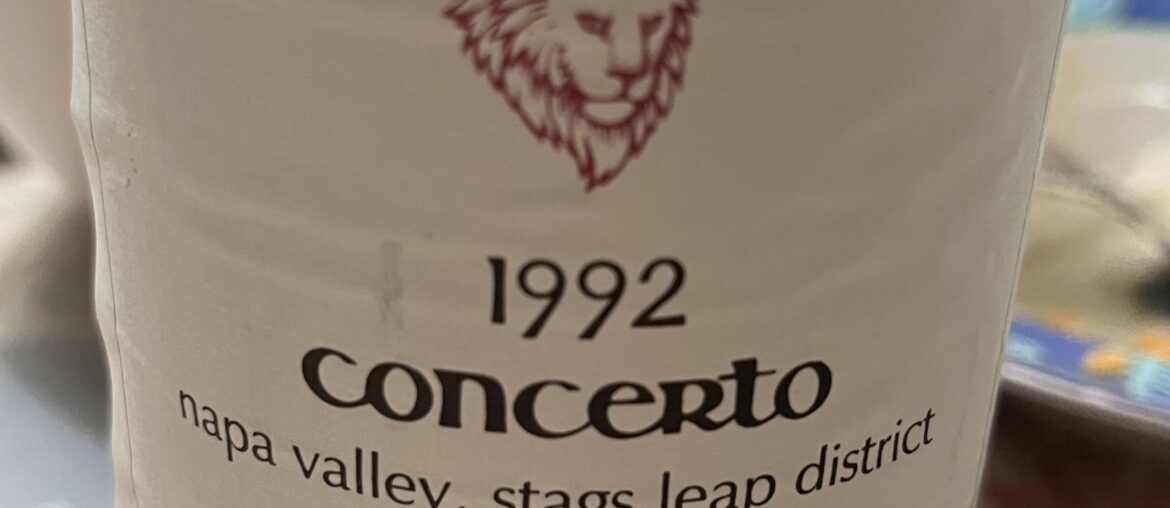 1992
concerto
napa valley, stags leap district